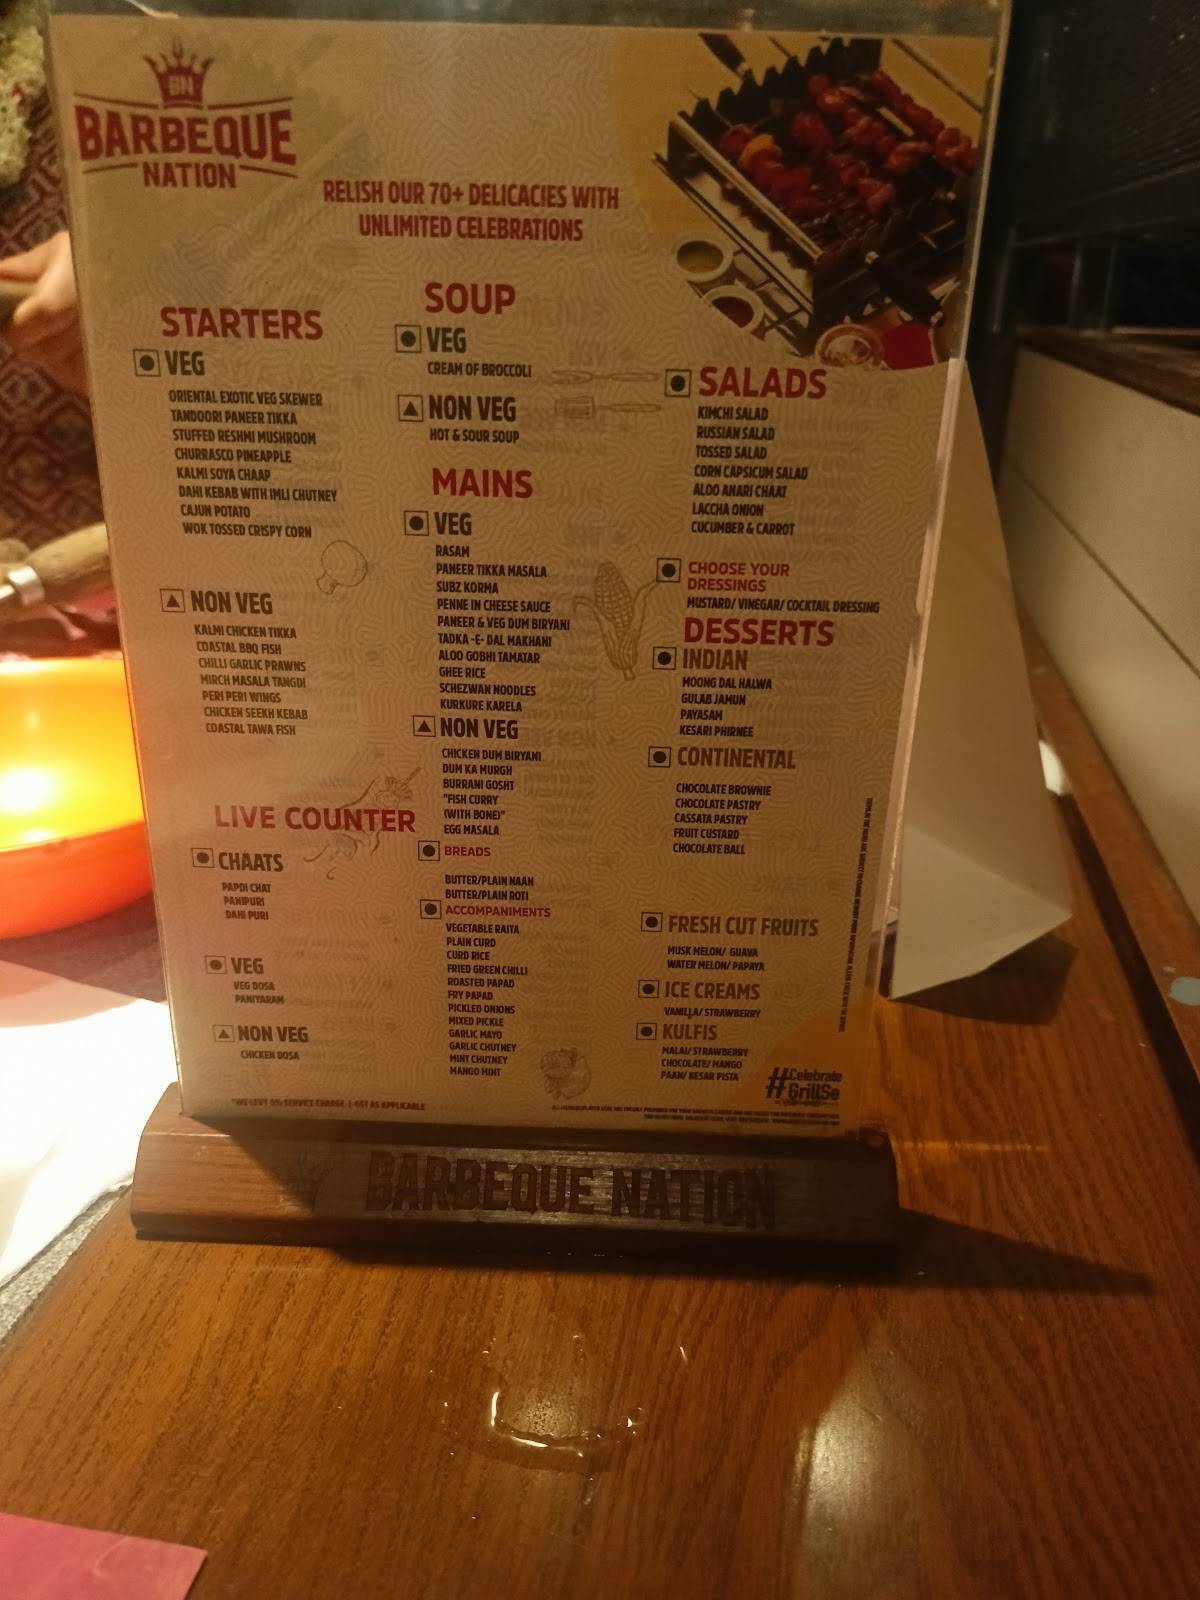 BN
BARBEQUE
NATION
RELISH OUR 70+ DELICACIES WITH
UNLIMITED CELEBRATIONS
STARTERS
VEG
ORIENTAL EXOTIC VEG SKEWER
TANDOORI PANEER TIKKA
STUFFED RESHMI MUSHROOM
CHURRASCO PINEAPPLE
KALMI SOYA CHAAP
DAHI KEBAB WITH IMLI CHUTNEY
CAJUN POTATO
WOK TOSSED CRISPY CORN
NON VEG
KALMI CHICKEN TIKKA
COASTAL BBQ FISH
CHILLI GARLIC PRAWNS
MIRCH MASALA TANGDI
PERI PERI WINGS
CHICKEN SEEKH KEBAB
COASTAL TAWA FISH
LIVE COUNTER
CHAATS
PAPDI CHAT
PANIPURI
DAHI PURI
VEG
VEG DOSA
PANIYARAM
NON VEG
CHICKEN DOSA
SOUP
VEG
CREAM OF BROCCOLI
NON VEG
HOT & SOUR SOUP
MAINS
VEG
RASAM
PANEER TIKKA MASALA
SUBZ KORMA
PENNE IN CHEESE SAUCE
PANEER & VEG DUM BIRYANI
TADKA -E- DAL MAKHANI
ALOO GOBHI TAMATAR
GHEE RICE
SCHEZWAN NOODLES
KURKURE KARELA
NON VEG
CHICKEN DUM BIRYANI
DUM KA MURGH
BURRANI GOSHT
"FISH CURRY
(WITH BONE)"
EGG MASALA
BREADS
BUTTER/PLAIN NAAN
BUTTER/PLAIN ROTI
ACCOMPANIMENTS
VEGETABLE RAITA
PLAIN CURD
CURD RICE
FRIED GREEN CHILLI
ROASTED PAPAD
FRY PAPAD
PICKLED ONIONS
MIXED PICKLE
GARLIC MAYO
GARLIC CHUTNEY
MINT CHUTNEY
MANGO MINT
SALADS
KIMCHI SALAD
RUSSIAN SALAD
TOSSED SALAD
CORN CAPSICUM SALAD
ALOO ANARI CHAAT
LACCHA ONION
CUCUMBER & CARROT
CHOOSE YOUR
DRESSINGS
MUSTARD/ VINEGAR/ COCKTAIL DRESSING
DESSERTS
INDIAN
MOONG DAL HALWA
GULAB JAMUN
PAYASAM
KESARI PHIRNEE
CONTINENTAL
CHOCOLATE BROWNIE
CHOCOLATE PASTRY
CASSATA PASTRY
FRUIT CUSTARD
CHOCOLATE BALL
FRESH CUT FRUITS
MUSK MELON/ GUAVA
WATER MELON/ PAPAYA
ICE CREAMS
VANILLA/ STRAWBERRY
KULFIS
MALAI/ STRAWBERRY
CHOCOLATE/ MANGO
PAAN/ KESAR PISTA
#Celebrate
GrillSe
*WE LEVY 5% SERVICE CHARGE | GST AS APPLICABLE
BARBEQUE NATION